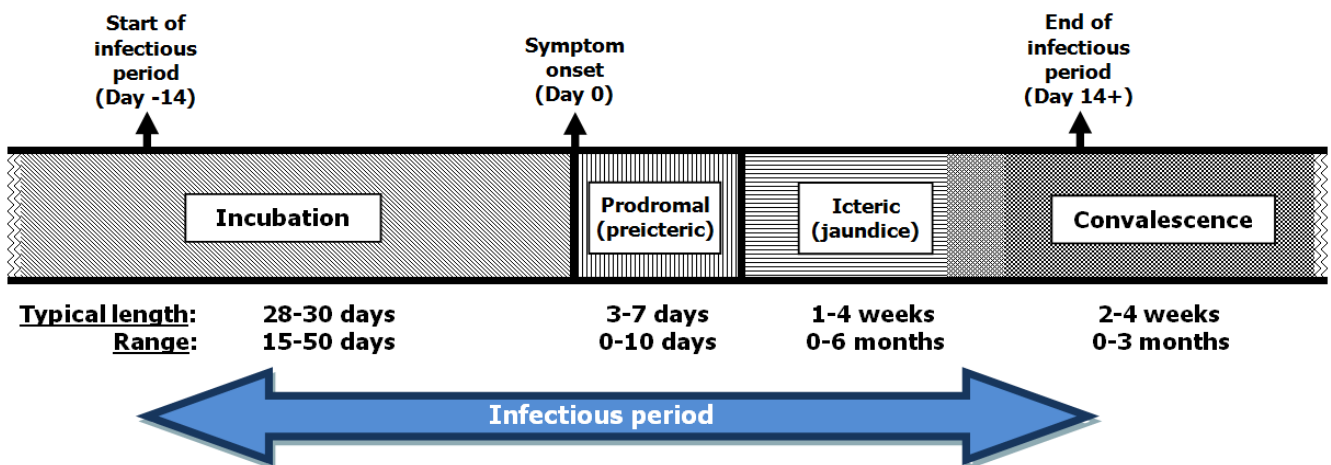 Start of
infectious
period
(Day -14)
Symptom
onset
(Day 0)
End of
infectious
period
(Day 14+)
Incubation
Prodromal
(preicteric)
Icteric
(jaundice)
Convalescence
Typical length: 28-30 days 3-7 days 1-4 weeks 2-4 weeks
Range: 15-50 days 0-10 days 0-6 months 0-3 months
Infectious period